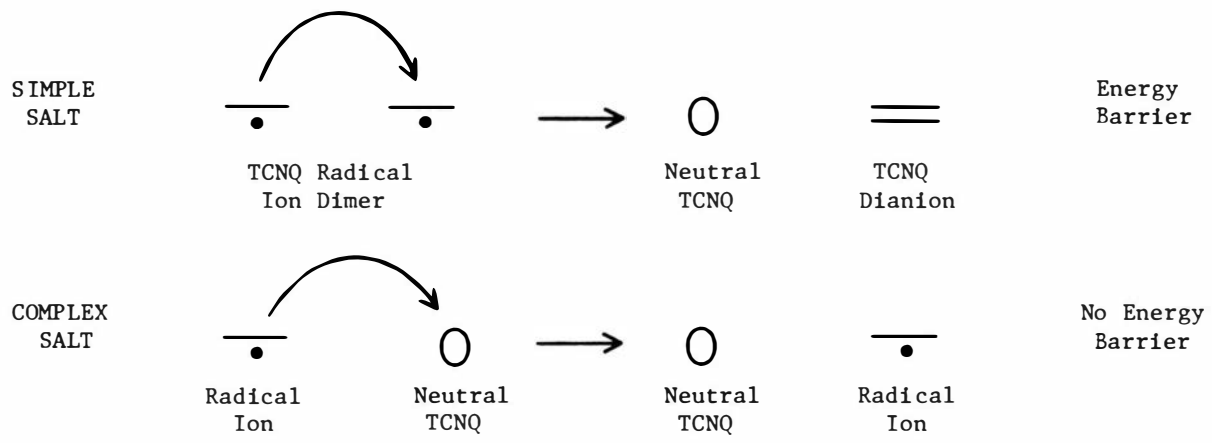 SIMPLE
SALT
TCNQ Radical
Ion Dimer
Neutral
TCNQ
TCNQ
Dianion
Energy
Barrier
COMPLEX
SALT
Radical
Ion
Neutral
TCNQ
Neutral
TCNQ
Radical
Ion
No Energy
Barrier